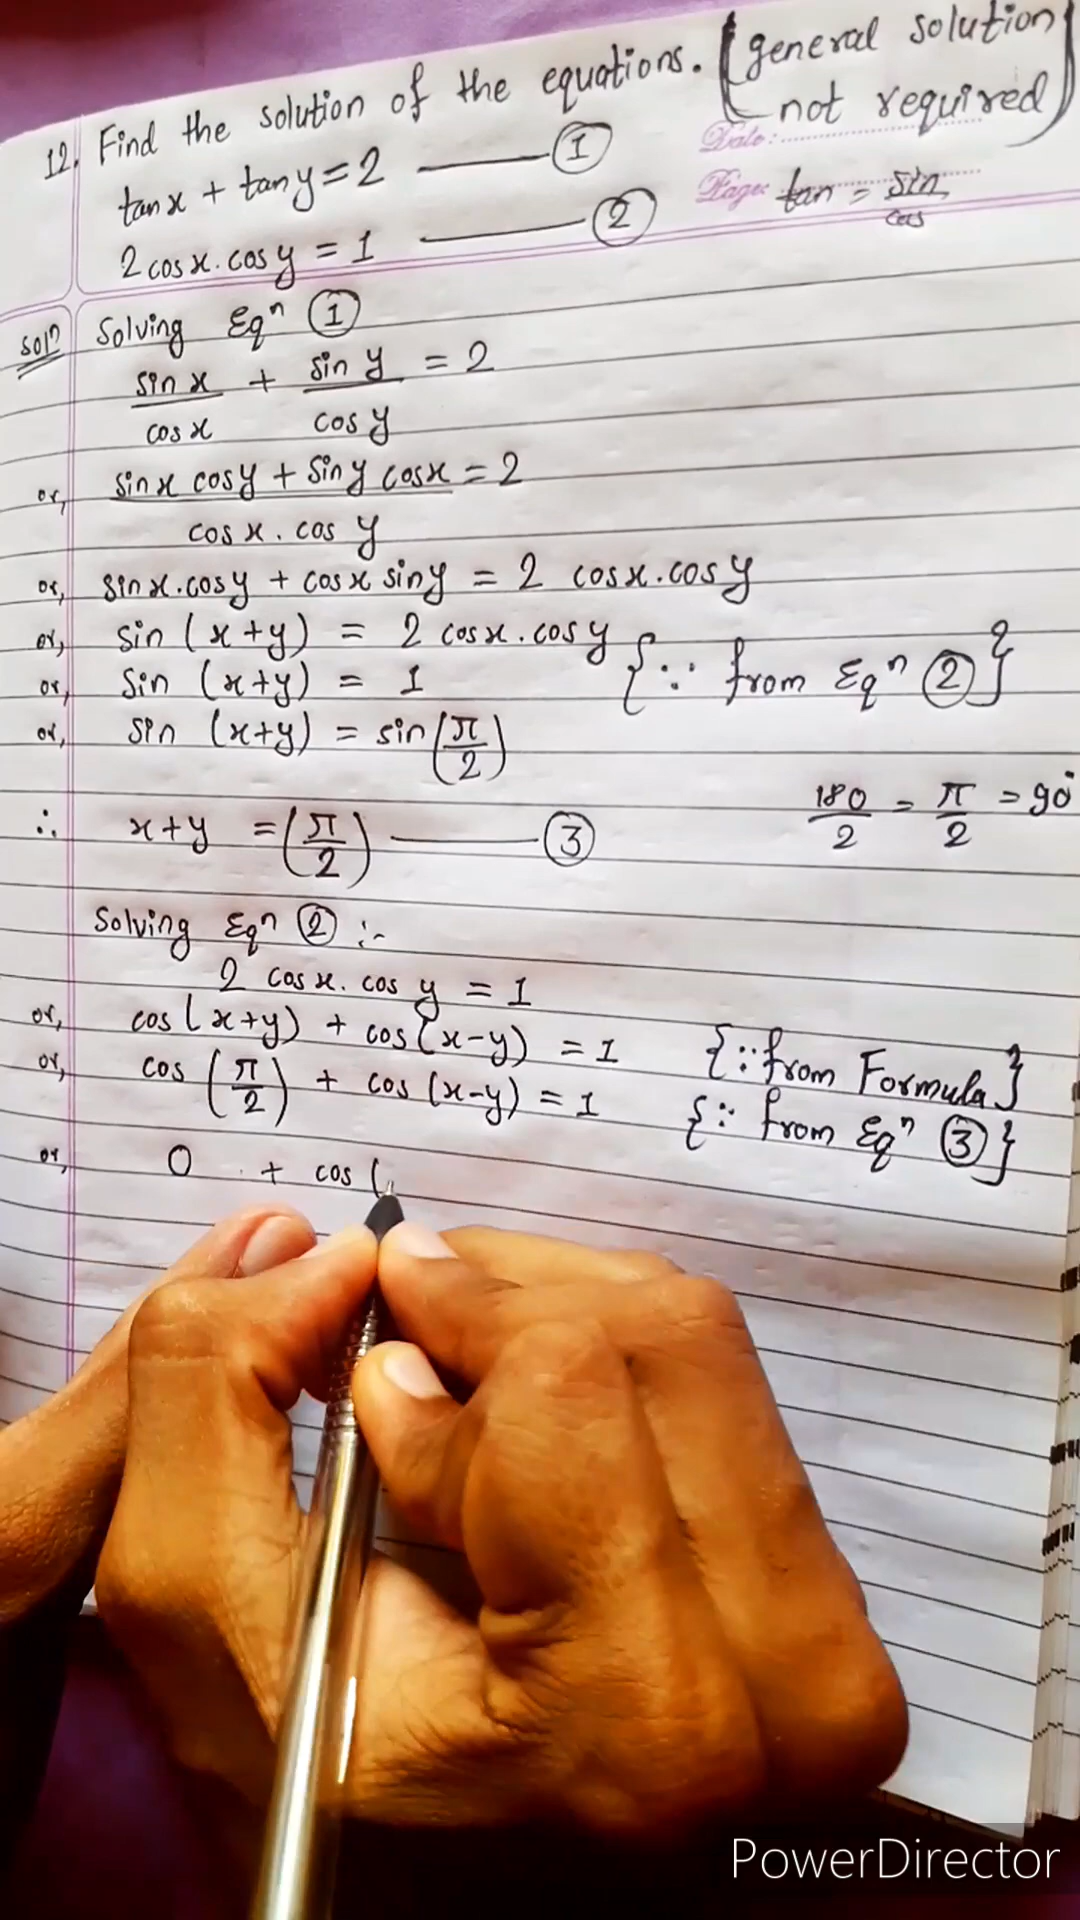 12. Find the solution of the equations. (general solution not required)
Date:
Page:
tan x + tan y = 2 ——— ①
tan = sin/cos
2 cos x . cos y = 1 ——— ②
Solⁿ Solving Eqⁿ ①
sin x/cos x + sin y/cos y = 2
or, (sin x cos y + sin y cos x)/(cos x . cos y) = 2
or, sin x . cos y + cos x sin y = 2 cos x . cos y
or, sin (x+y) = 2 cos x . cos y
or, sin (x+y) = 1 {∵ from Eqⁿ ②}
or, sin (x+y) = sin (π/2)
180/2 = π/2 = 90°
∴ x+y = (π/2) ——— ③
Solving Eqⁿ ② :-
2 cos x . cos y = 1
or, cos (x+y) + cos (x-y) = 1 {∵ from Formula}
or, cos (π/2) + cos (x-y) = 1 {∵ from Eqⁿ ③}
or, 0 + cos (
PowerDirector